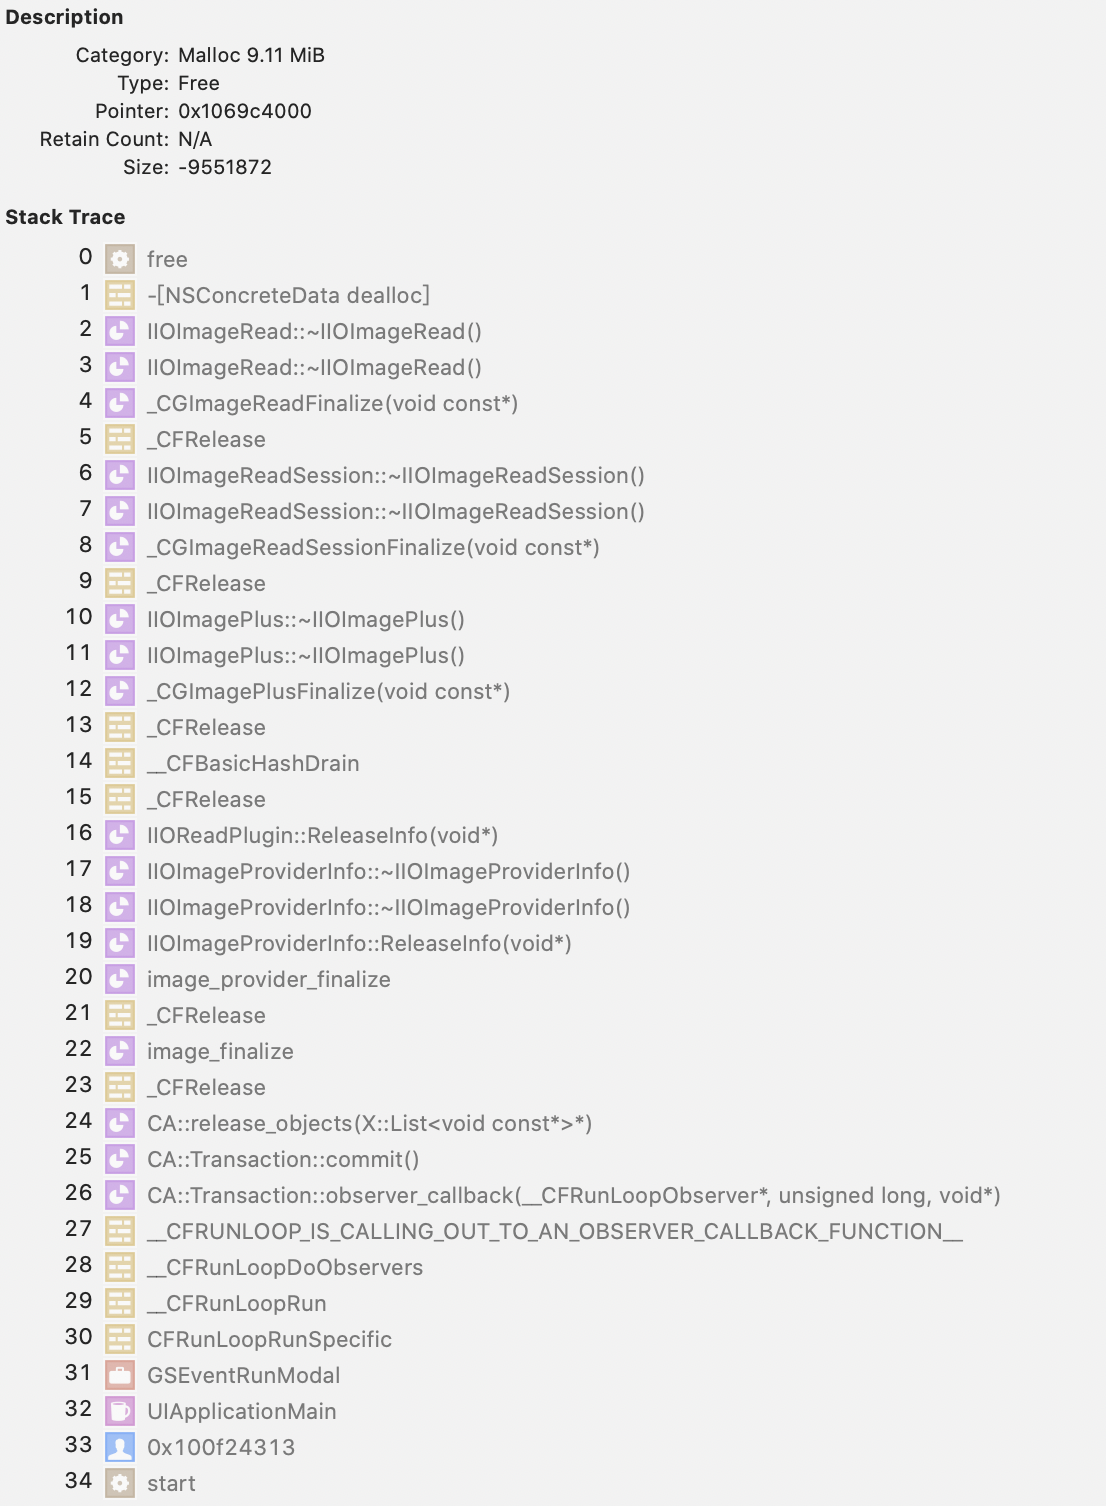 Description
Category: Malloc 9.11 MiB
Type: Free
Pointer: 0x1069c4000
Retain Count: N/A
Size: -9551872
Stack Trace
0 free
1 -[NSConcreteData dealloc]
2 IIOImageRead::~IIOImageRead()
3 IIOImageRead::~IIOImageRead()
4 _CGImageReadFinalize(void const*)
5 _CFRelease
6 IIOImageReadSession::~IIOImageReadSession()
7 IIOImageReadSession::~IIOImageReadSession()
8 _CGImageReadSessionFinalize(void const*)
9 _CFRelease
10 IIOImagePlus::~IIOImagePlus()
11 IIOImagePlus::~IIOImagePlus()
12 _CGImagePlusFinalize(void const*)
13 _CFRelease
14 __CFBasicHashDrain
15 _CFRelease
16 IIOReadPlugin::ReleaseInfo(void*)
17 IIOImageProviderInfo::~IIOImageProviderInfo()
18 IIOImageProviderInfo::~IIOImageProviderInfo()
19 IIOImageProviderInfo::ReleaseInfo(void*)
20 image_provider_finalize
21 _CFRelease
22 image_finalize
23 _CFRelease
24 CA::release_objects(X::List<void const*>*)
25 CA::Transaction::commit()
26 CA::Transaction::observer_callback(__CFRunLoopObserver*, unsigned long, void*)
27 __CFRUNLOOP_IS_CALLING_OUT_TO_AN_OBSERVER_CALLBACK_FUNCTION__
28 __CFRunLoopDoObservers
29 __CFRunLoopRun
30 CFRunLoopRunSpecific
31 GSEventRunModal
32 UIApplicationMain
33 0x100f24313
34 start